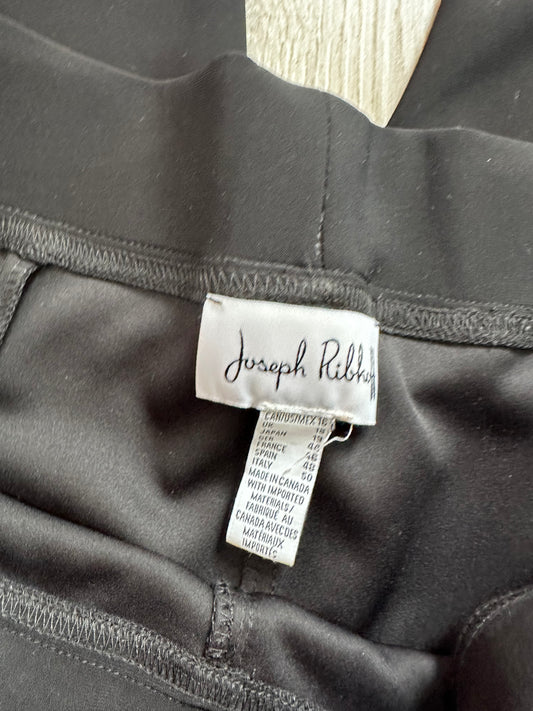 Joseph Ribkoff
CAN/US/MEX 16
UK 18
JAPAN 19
GER 44
FRANCE 46
SPAIN 48
ITALY 50
MADE IN CANADA
WITH IMPORTED
MATERIALS/
FABRIQUÉ AU
CANADA AVEC DES
MATÉRIAUX
IMPORTÉS